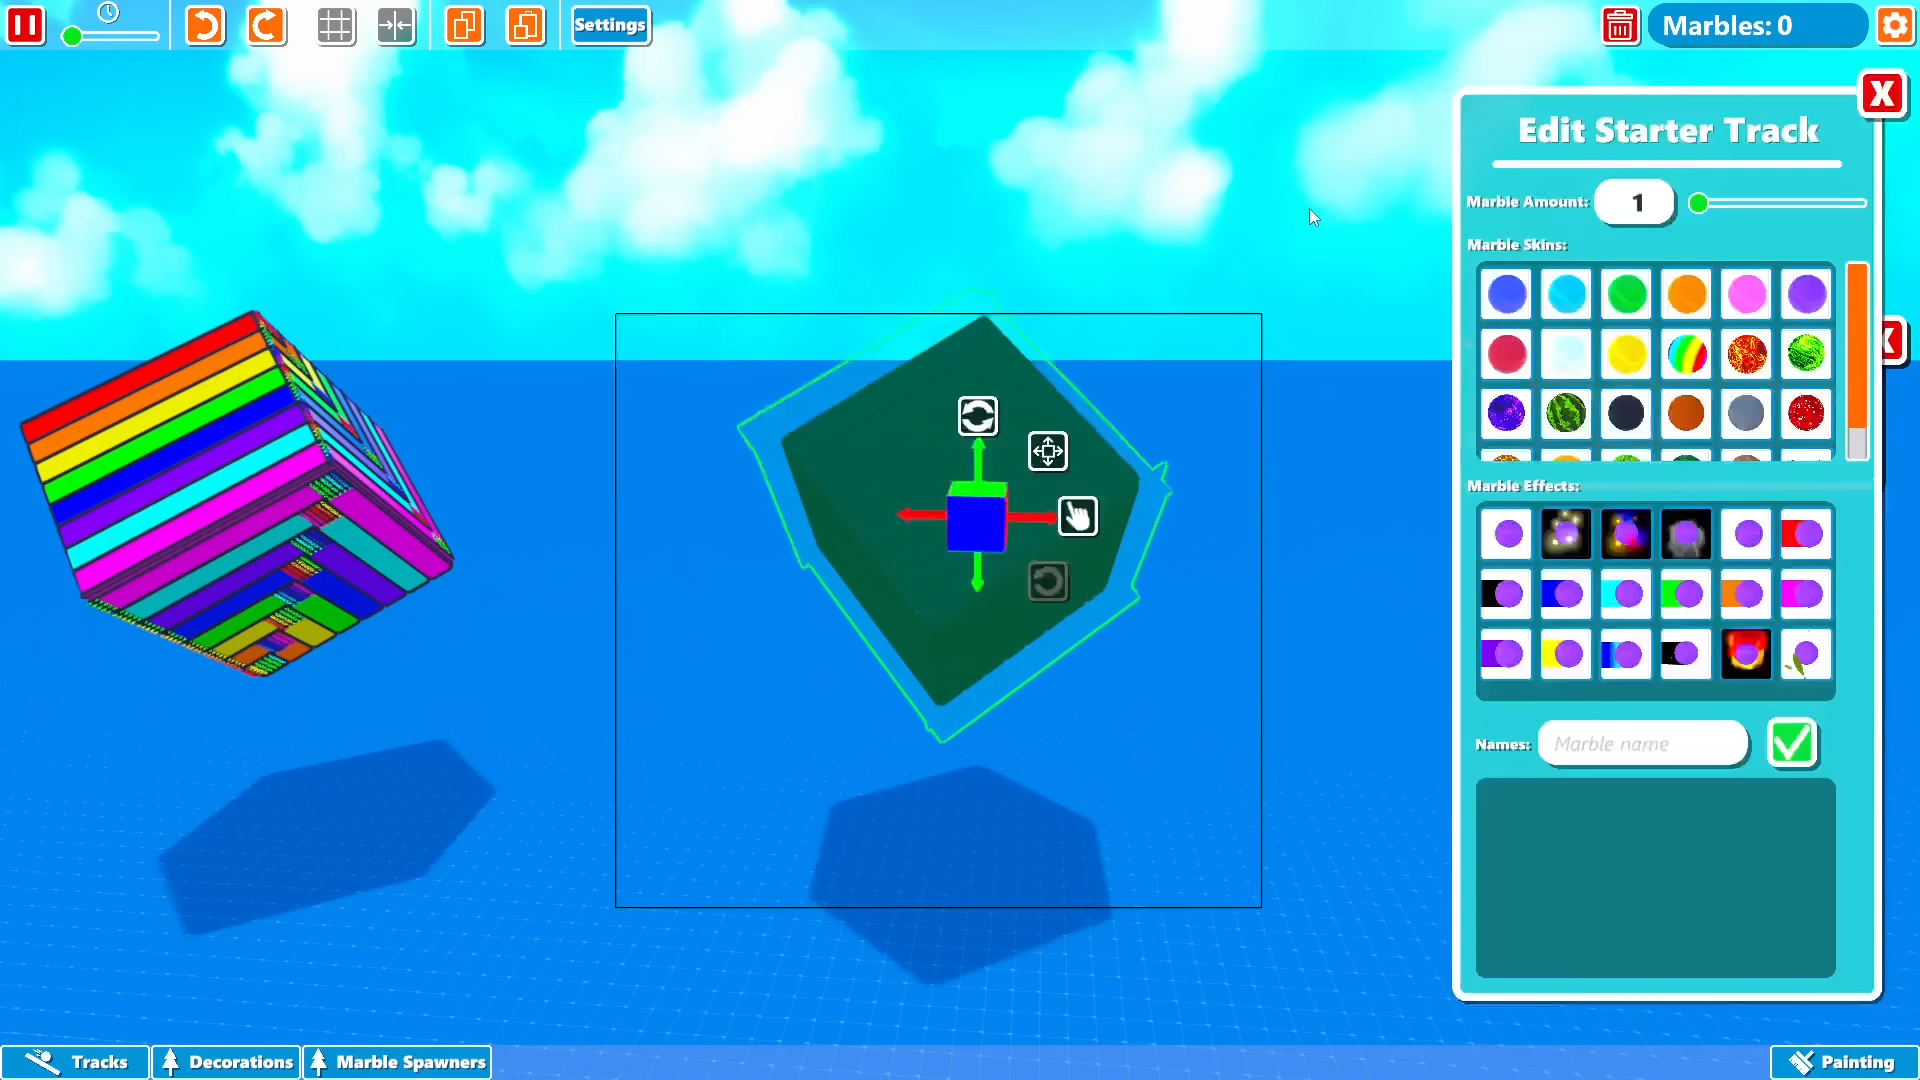 Settings
Marbles: 0
X
Edit Starter Track
Marble Amount: 1
Marble Skins:
X
Marble Effects:
Names: Marble name
Tracks
Decorations
Marble Spawners
Painting